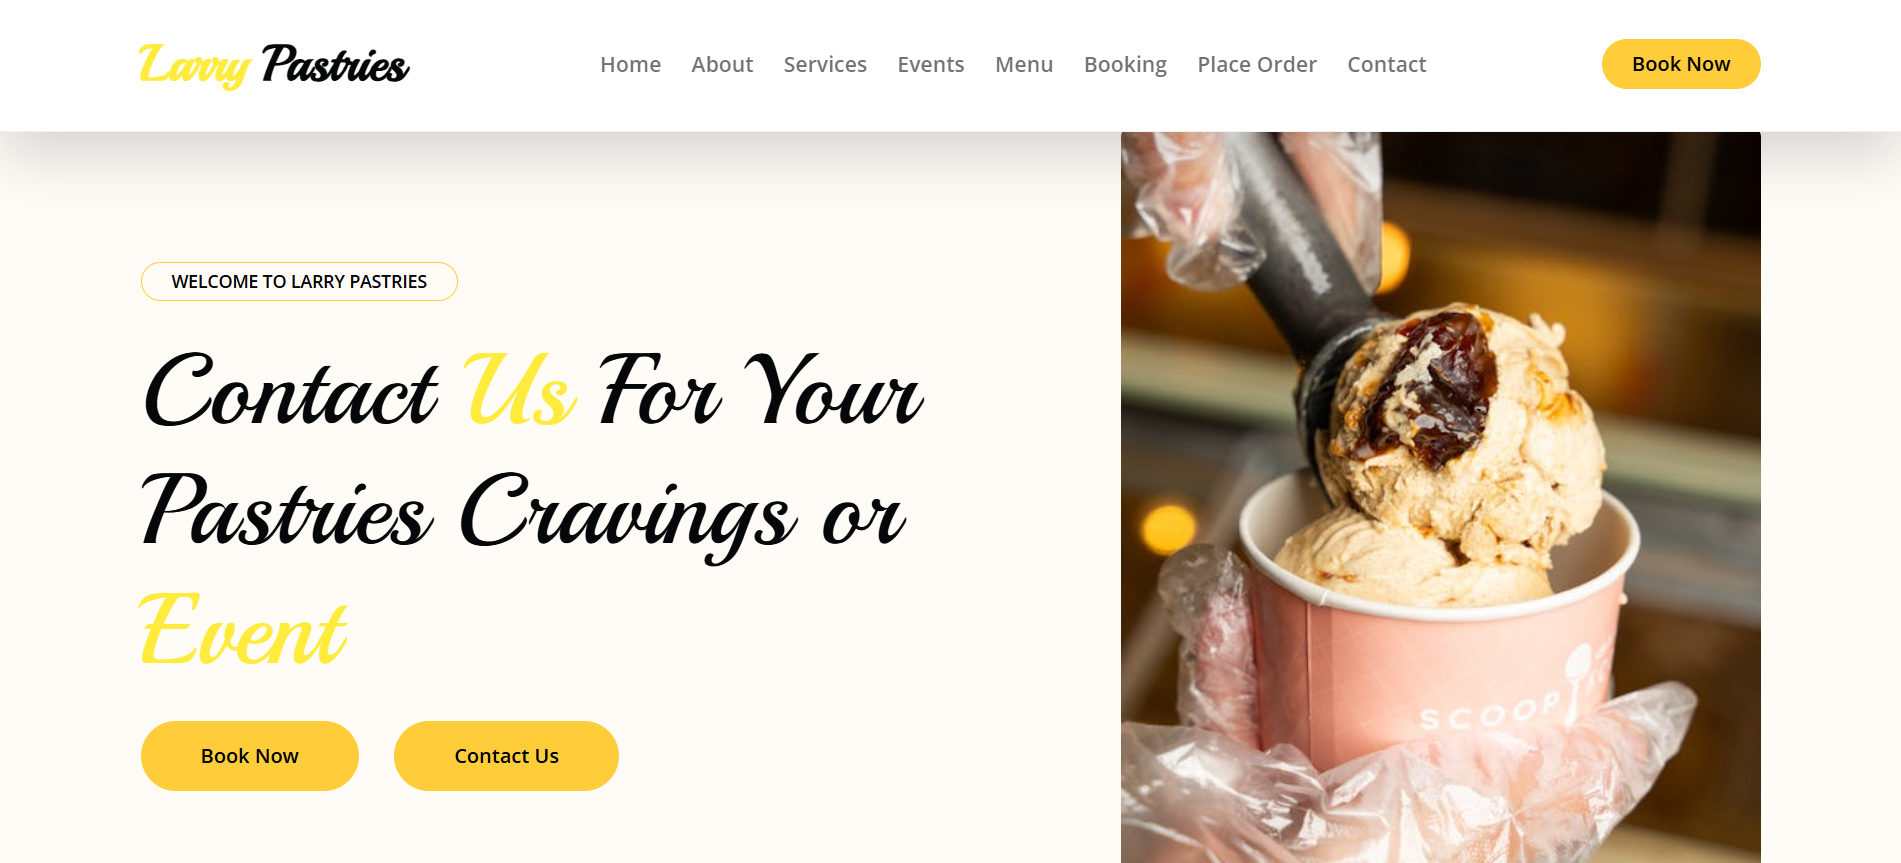 Larry Pastries
Home About Services Events Menu Booking Place Order Contact
Book Now
WELCOME TO LARRY PASTRIES
Contact Us For Your
Pastries Cravings or
Event
Book Now Contact Us
SCOOP